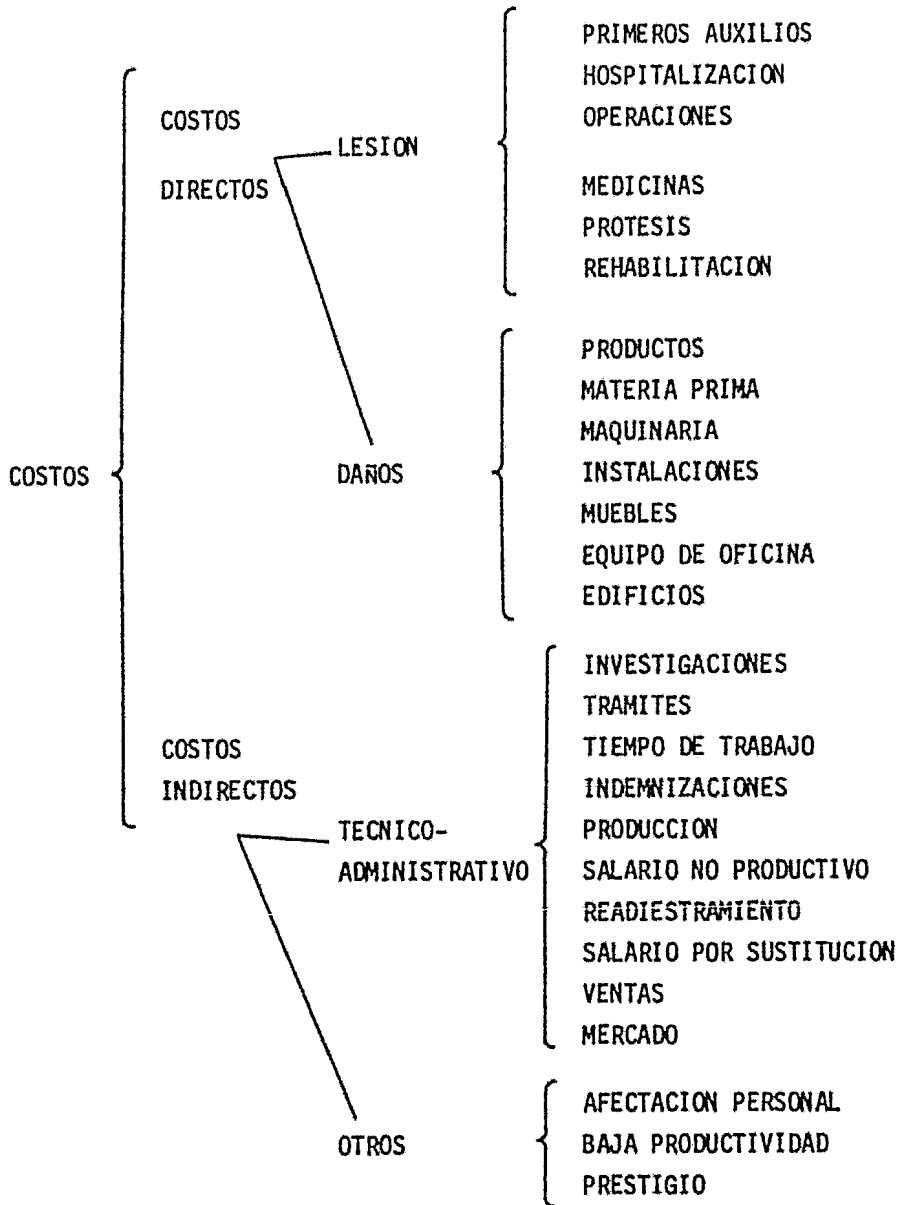 COSTOS
COSTOS
DIRECTOS
LESION
PRIMEROS AUXILIOS
HOSPITALIZACION
OPERACIONES
MEDICINAS
PROTESIS
REHABILITACION
DAÑOS
PRODUCTOS
MATERIA PRIMA
MAQUINARIA
INSTALACIONES
MUEBLES
EQUIPO DE OFICINA
EDIFICIOS
COSTOS
INDIRECTOS
TECNICO-
ADMINISTRATIVO
INVESTIGACIONES
TRAMITES
TIEMPO DE TRABAJO
INDEMNIZACIONES
PRODUCCION
SALARIO NO PRODUCTIVO
READIESTRAMIENTO
SALARIO POR SUSTITUCION
VENTAS
MERCADO
OTROS
AFECTACION PERSONAL
BAJA PRODUCTIVIDAD
PRESTIGIO